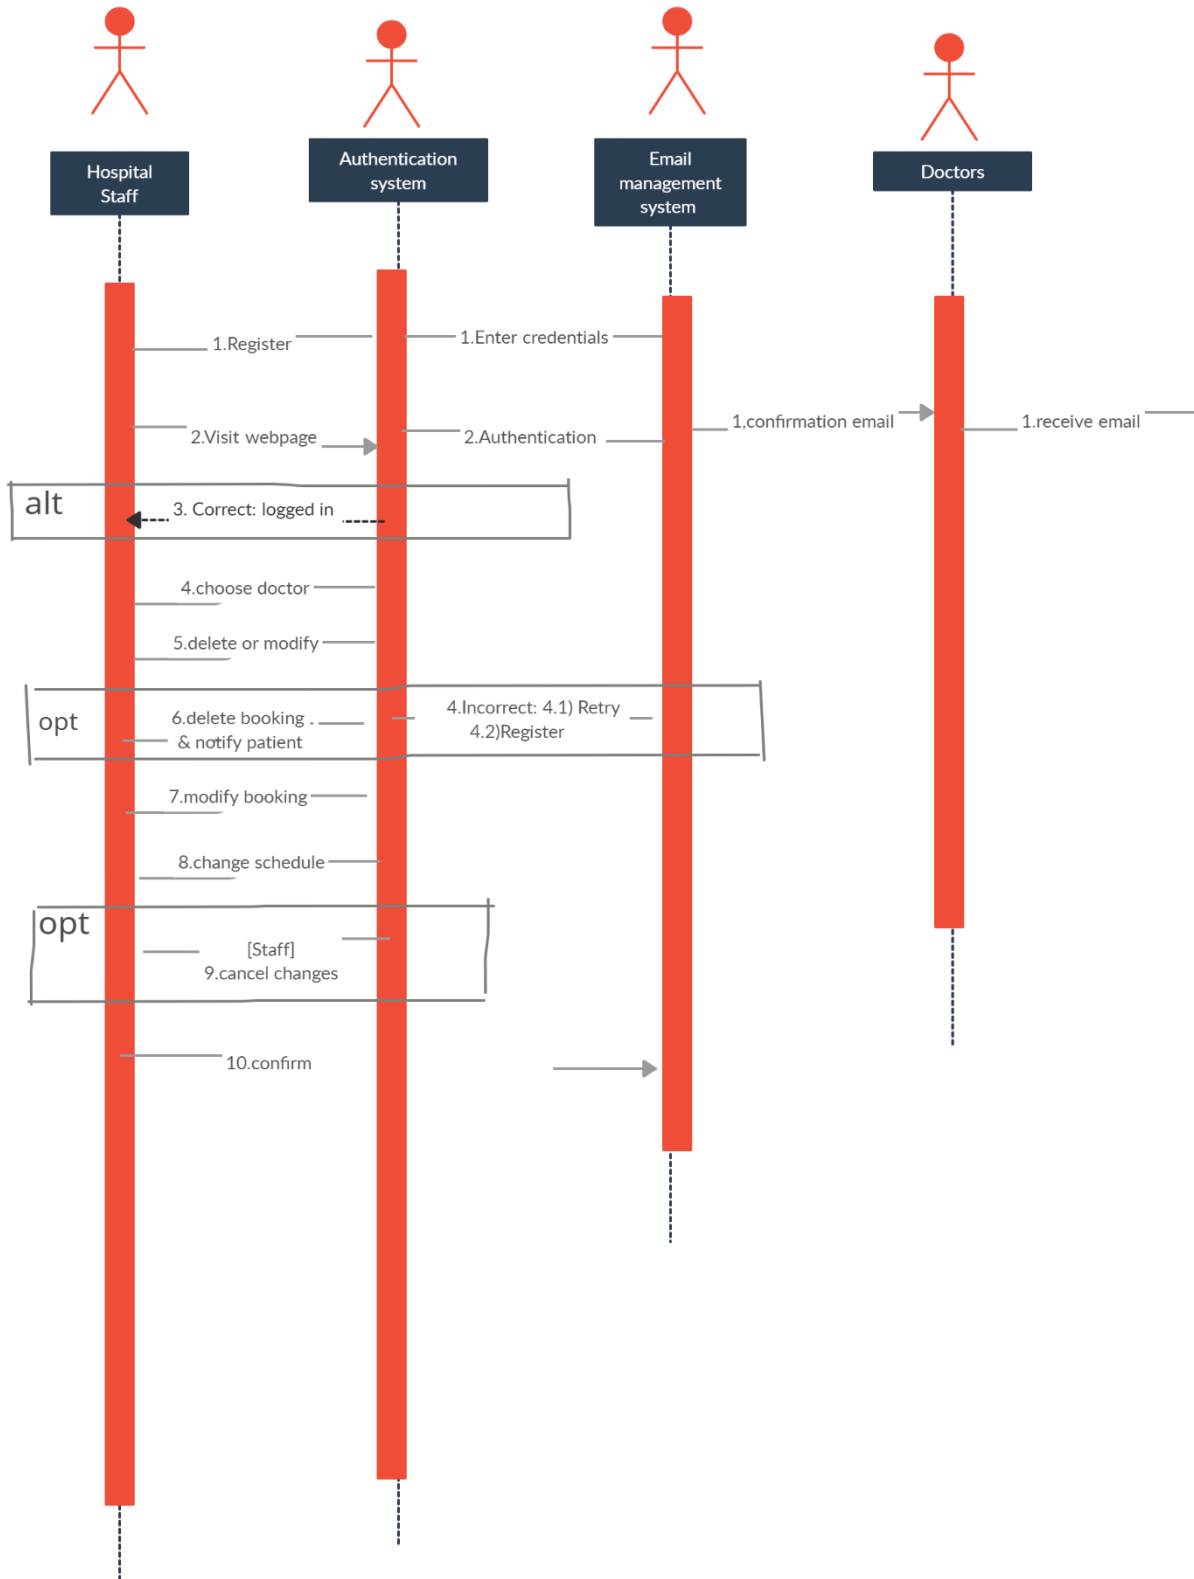 Hospital
Staff
Authentication
system
Email
management
system
Doctors
1.Register
1.Enter credentials
2.Visit webpage
2.Authentication
1,confirmation email
1.receive email
alt
3. Correct: logged in
4.choose doctor
5.delete or modify
opt
6.delete booking
& notify patient
4.Incorrect: 4.1) Retry
4.2)Register
7.modify booking
8.change schedule
opt
[Staff]
9.cancel changes
10.confirm